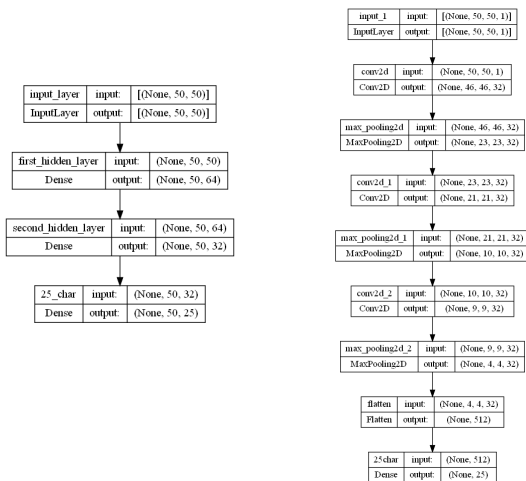 input_layer input: [(None, 50, 50)]
InputLayer output: [(None, 50, 50)]
first_hidden_layer input: (None, 50, 50)
Dense output: (None, 50, 64)
second_hidden_layer input: (None, 50, 64)
Dense output: (None, 50, 32)
25_char input: (None, 50, 32)
Dense output: (None, 50, 25)
input_1 input: [(None, 50, 50, 1)]
InputLayer output: [(None, 50, 50, 1)]
conv2d input: (None, 50, 50, 1)
Conv2D output: (None, 46, 46, 32)
max_pooling2d input: (None, 46, 46, 32)
MaxPooling2D output: (None, 23, 23, 32)
conv2d_1 input: (None, 23, 23, 32)
Conv2D output: (None, 21, 21, 32)
max_pooling2d_1 input: (None, 21, 21, 32)
MaxPooling2D output: (None, 10, 10, 32)
conv2d_2 input: (None, 10, 10, 32)
Conv2D output: (None, 9, 9, 32)
max_pooling2d_2 input: (None, 9, 9, 32)
MaxPooling2D output: (None, 4, 4, 32)
flatten input: (None, 4, 4, 32)
Flatten output: (None, 512)
25char input: (None, 512)
Dense output: (None, 25)